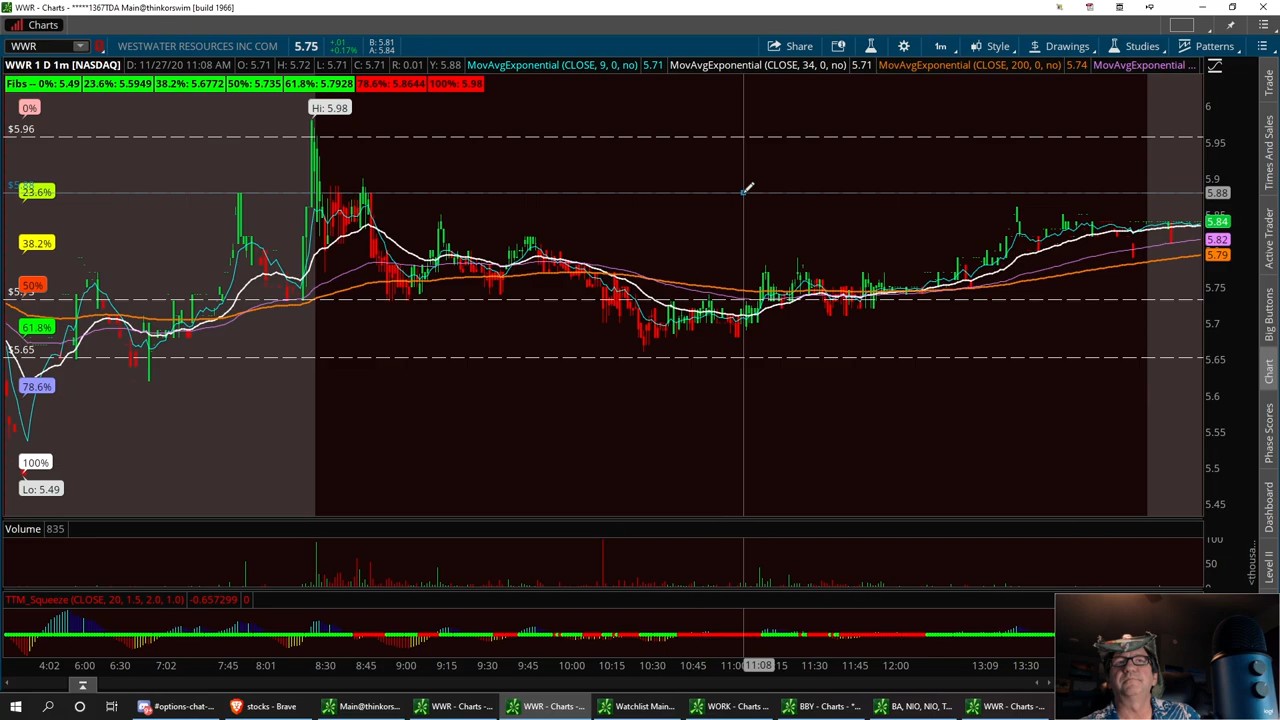 WWR - Charts - *****1367TDA Main@thinkorswim [build 1966]
Charts
WWR
WESTWATER RESOURCES INC COM
5.75
+.01
+0.17%
B: 5.81
A: 5.84
Share
1m
Style
Drawings
Studies
Patterns
WWR 1 D 1m [NASDAQ]
D: 11/27/20 11:08 AM
O: 5.71
H: 5.72
L: 5.71
C: 5.71
R: 0.01
Y: 5.88
MovAvgExponential (CLOSE, 9, 0, no)
5.71
MovAvgExponential (CLOSE, 34, 0, no)
5.71
MovAvgExponential (CLOSE, 200, 0, no)
5.74
MovAvgExponential ...
Fibs -- 0%: 5.49
23.6%: 5.5949
38.2%: 5.6772
50%: 5.735
61.8%: 5.7928
78.6%: 5.8644
100%: 5.98
0%
Hi: 5.98
$5.96
23.6%
38.2%
50%
61.8%
$5.65
78.6%
100%
Lo: 5.49
6
5.95
5.9
5.88
5.84
5.82
5.79
5.75
5.7
5.65
5.6
5.55
5.5
5.45
Trade
Times And Sales
Active Trader
Big Buttons
Chart
Phase Scores
Dashboard
Level II
Volume
835
100
50
0
<thousa...
TTM_Squeeze (CLOSE, 20, 1.5, 2.0, 1.0)
-0.657299
0
4:02
6:00
6:30
7:02
7:45
8:01
8:30
8:45
9:00
9:15
9:30
9:45
10:00
10:15
10:30
10:45
11:00
11:08
11:30
11:45
12:00
13:09
13:30
#options-chat-...
stocks - Brave
Main@thinkors...
WWR - Charts -...
WWR - Charts -...
Watchlist Main...
WORK - Charts ...
BBY - Charts - *...
BA, NIO, NIO, T...
WWR - Charts -...